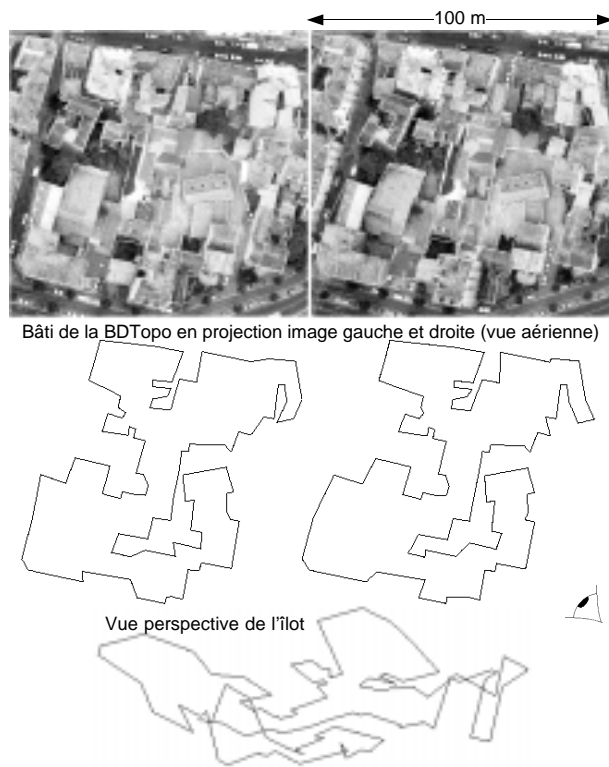 100 m
Bâti de la BDTopo en projection image gauche et droite (vue aérienne)
Vue perspective de l'îlot